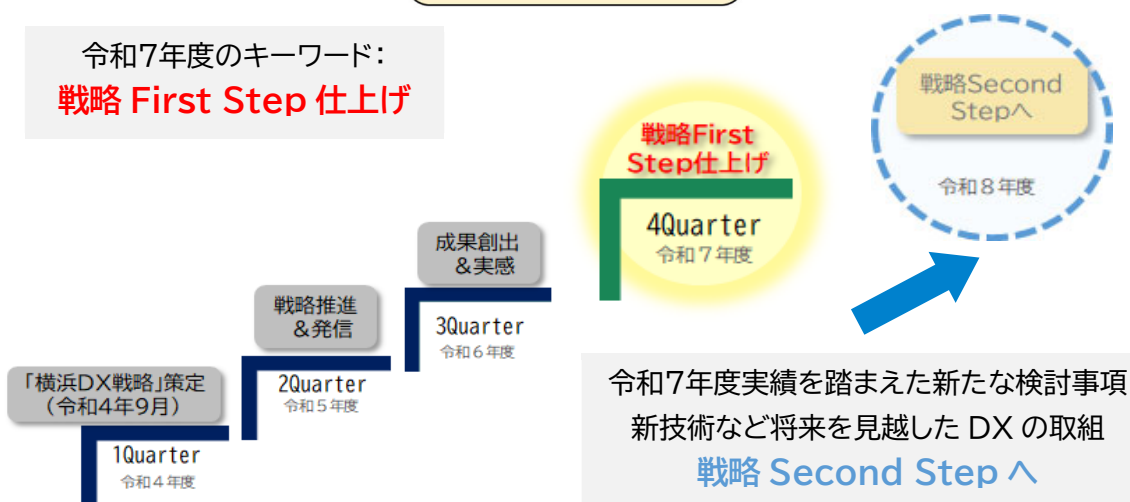 令和7年度のキーワード：
戦略 First Step 仕上げ
戦略Second
Stepへ
令和８年度
戦略First
Step仕上げ
4Quarter
令和７年度
成果創出
＆実感
3Quarter
令和６年度
戦略推進
＆発信
2Quarter
令和５年度
「横浜DX戦略」策定
（令和4年9月）
1Quarter
令和４年度
令和7年度実績を踏まえた新たな検討事項
新技術など将来を見越した DX の取組
戦略 Second Step へ